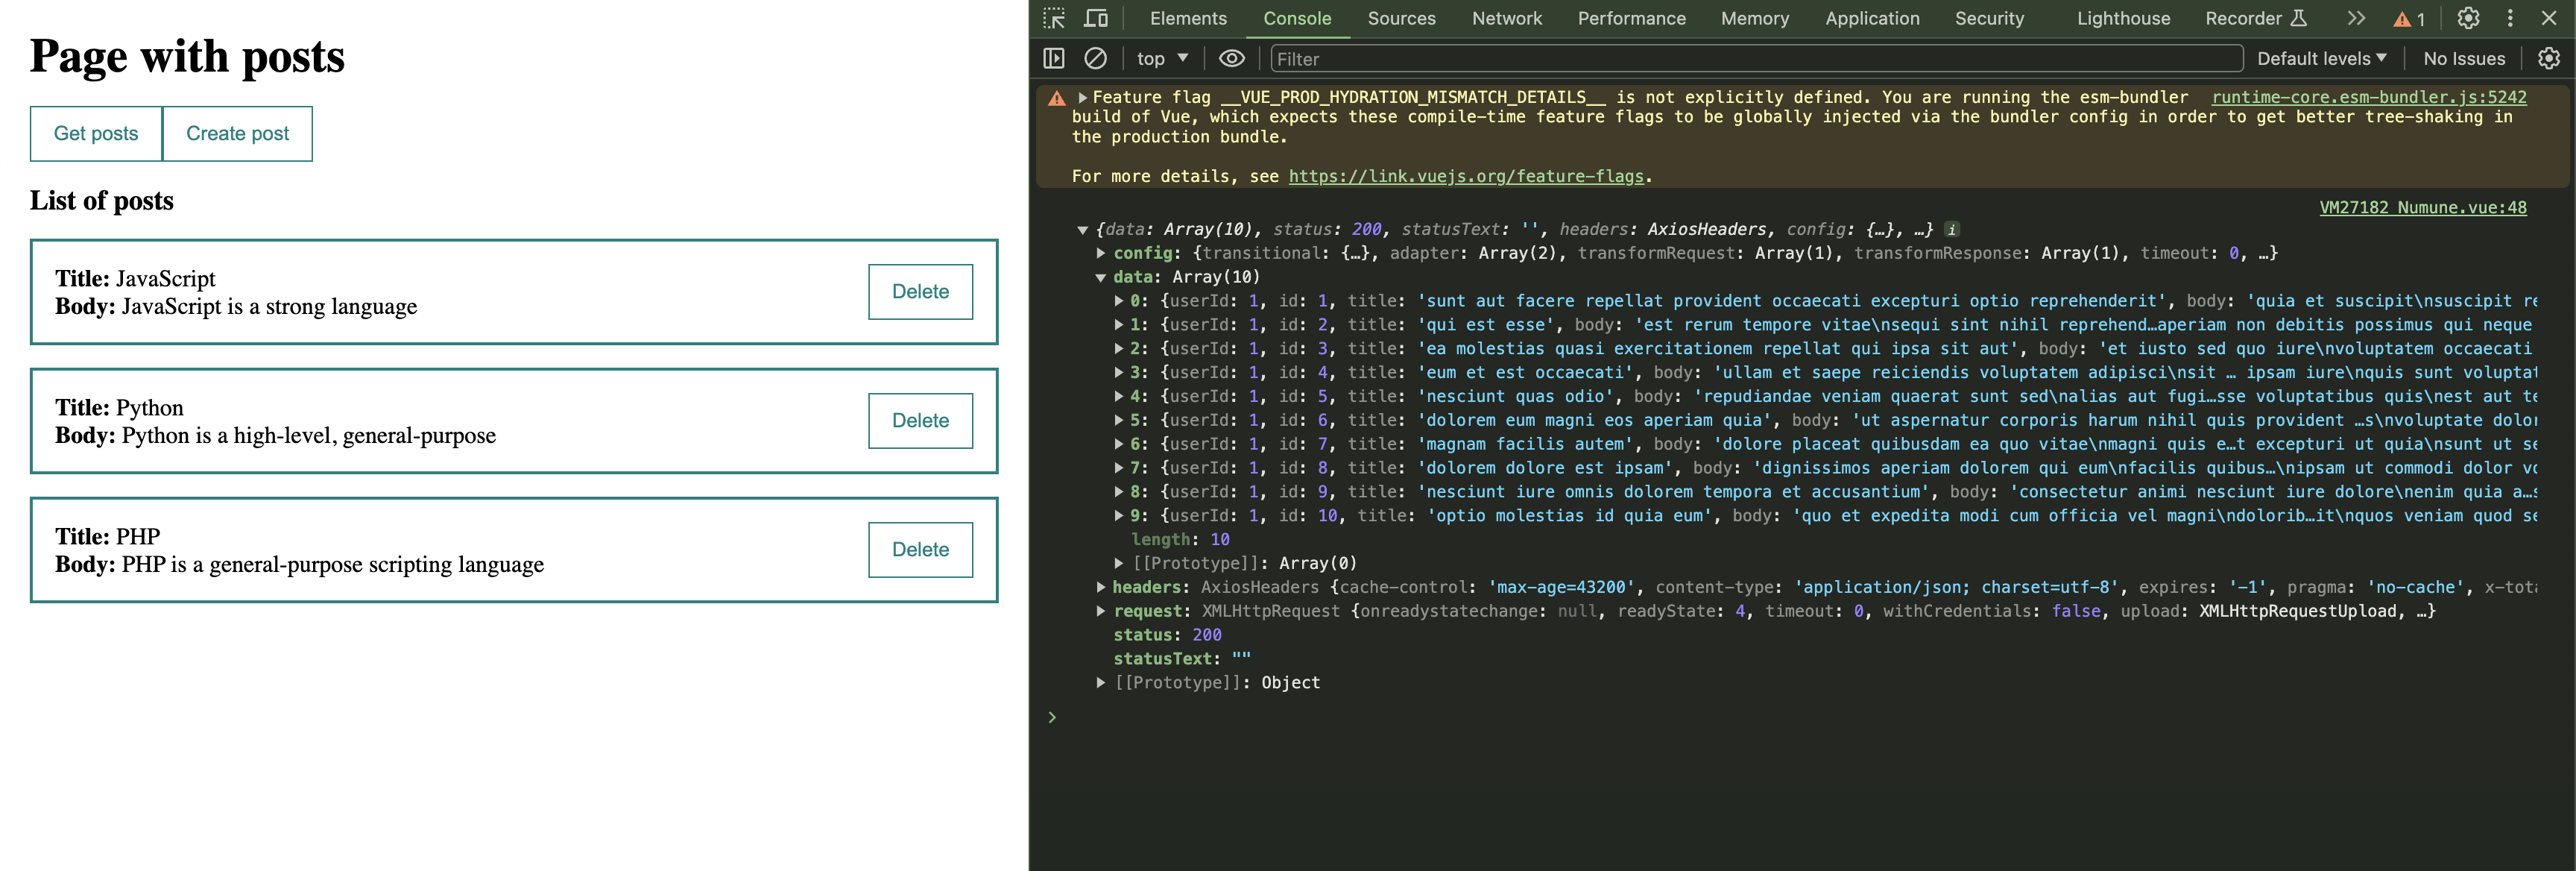 Page with posts
Get posts
Create post
List of posts
Title: JavaScript
Body: JavaScript is a strong language
Delete
Title: Python
Body: Python is a high-level, general-purpose
Delete
Title: PHP
Body: PHP is a general-purpose scripting language
Delete
Elements Console Sources Network Performance Memory Application Security Lighthouse Recorder 1
top Filter Default levels No Issues
Feature flag __VUE_PROD_HYDRATION_MISMATCH_DETAILS__ is not explicitly defined. You are running the esm-bundler runtime-core.esm-bundler.js:5242
build of Vue, which expects these compile-time feature flags to be globally injected via the bundler config in order to get better tree-shaking in
the production bundle.
For more details, see https://link.vuejs.org/feature-flags.
VM27182 Numune.vue:48
{data: Array(10), status: 200, statusText: '', headers: AxiosHeaders, config: {…}, …} i
config: {transitional: {…}, adapter: Array(2), transformRequest: Array(1), transformResponse: Array(1), timeout: 0, …}
data: Array(10)
0: {userId: 1, id: 1, title: 'sunt aut facere repellat provident occaecati excepturi optio reprehenderit', body: 'quia et suscipit\nsuscipit re
1: {userId: 1, id: 2, title: 'qui est esse', body: 'est rerum tempore vitae\nsequi sint nihil reprehend…aperiam non debitis possimus qui neque
2: {userId: 1, id: 3, title: 'ea molestias quasi exercitationem repellat qui ipsa sit aut', body: 'et iusto sed quo iure\nvoluptatem occaecati
3: {userId: 1, id: 4, title: 'eum et est occaecati', body: 'ullam et saepe reiciendis voluptatem adipisci\nsit … ipsam iure\nquis sunt voluptat
4: {userId: 1, id: 5, title: 'nesciunt quas odio', body: 'repudiandae veniam quaerat sunt sed\nalias aut fugi…sse voluptatibus quis\nest aut te
5: {userId: 1, id: 6, title: 'dolorem eum magni eos aperiam quia', body: 'ut aspernatur corporis harum nihil quis provident …s\nvoluptate dolor
6: {userId: 1, id: 7, title: 'magnam facilis autem', body: 'dolore placeat quibusdam ea quo vitae\nmagni quis e…t excepturi ut quia\nsunt ut se
7: {userId: 1, id: 8, title: 'dolorem dolore est ipsam', body: 'dignissimos aperiam dolorem qui eum\nfacilis quibus…\nipsam ut commodi dolor vo
8: {userId: 1, id: 9, title: 'nesciunt iure omnis dolorem tempora et accusantium', body: 'consectetur animi nesciunt iure dolore\nenim quia a…s
9: {userId: 1, id: 10, title: 'optio molestias id quia eum', body: 'quo et expedita modi cum officia vel magni\ndolorib…it\nquos veniam quod se
length: 10
[[Prototype]]: Array(0)
headers: AxiosHeaders {cache-control: 'max-age=43200', content-type: 'application/json; charset=utf-8', expires: '-1', pragma: 'no-cache', x-tota
request: XMLHttpRequest {onreadystatechange: null, readyState: 4, timeout: 0, withCredentials: false, upload: XMLHttpRequestUpload, …}
status: 200
statusText: ""
[[Prototype]]: Object